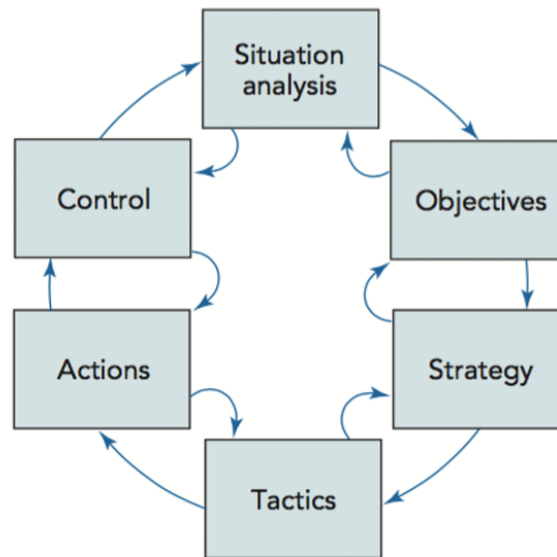 Situation
analysis
Objectives
Strategy
Tactics
Actions
Control